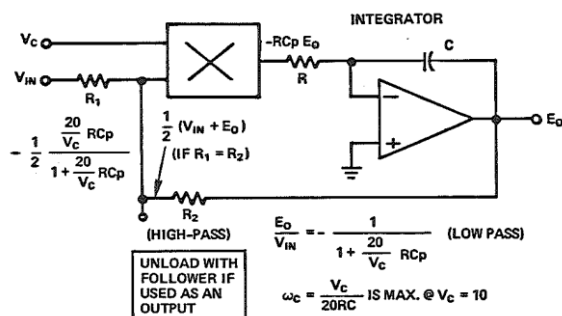 INTEGRATOR
V_C
-RCp E_O
C
V_IN
R_1
R
-
+
E_O
- 1/2 (20/V_C RCp)/(1 + 20/V_C RCp)
1/2 (V_IN + E_O)
(IF R_1 = R_2)
R_2
(HIGH-PASS)
E_O/V_IN = - 1/(1 + 20/V_C RCp) (LOW PASS)
UNLOAD WITH
FOLLOWER IF
USED AS AN
OUTPUT
ω_C = V_C/20RC IS MAX. @ V_C = 10